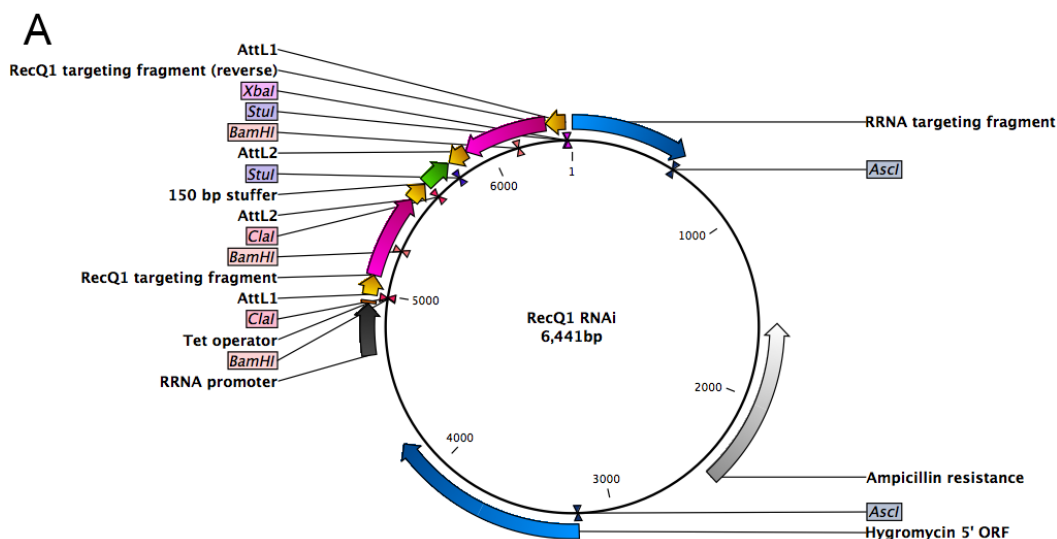 A
AttL1
RecQ1 targeting fragment (reverse)
XbaI
StuI
BamHI
AttL2
StuI
150 bp stuffer
AttL2
ClaI
BamHI
RecQ1 targeting fragment
AttL1
ClaI
Tet operator
BamHI
RRNA promoter
RRNA targeting fragment
AscI
6000
1
1000
5000
RecQ1 RNAi
6,441bp
2000
4000
3000
Ampicillin resistance
AscI
Hygromycin 5' ORF